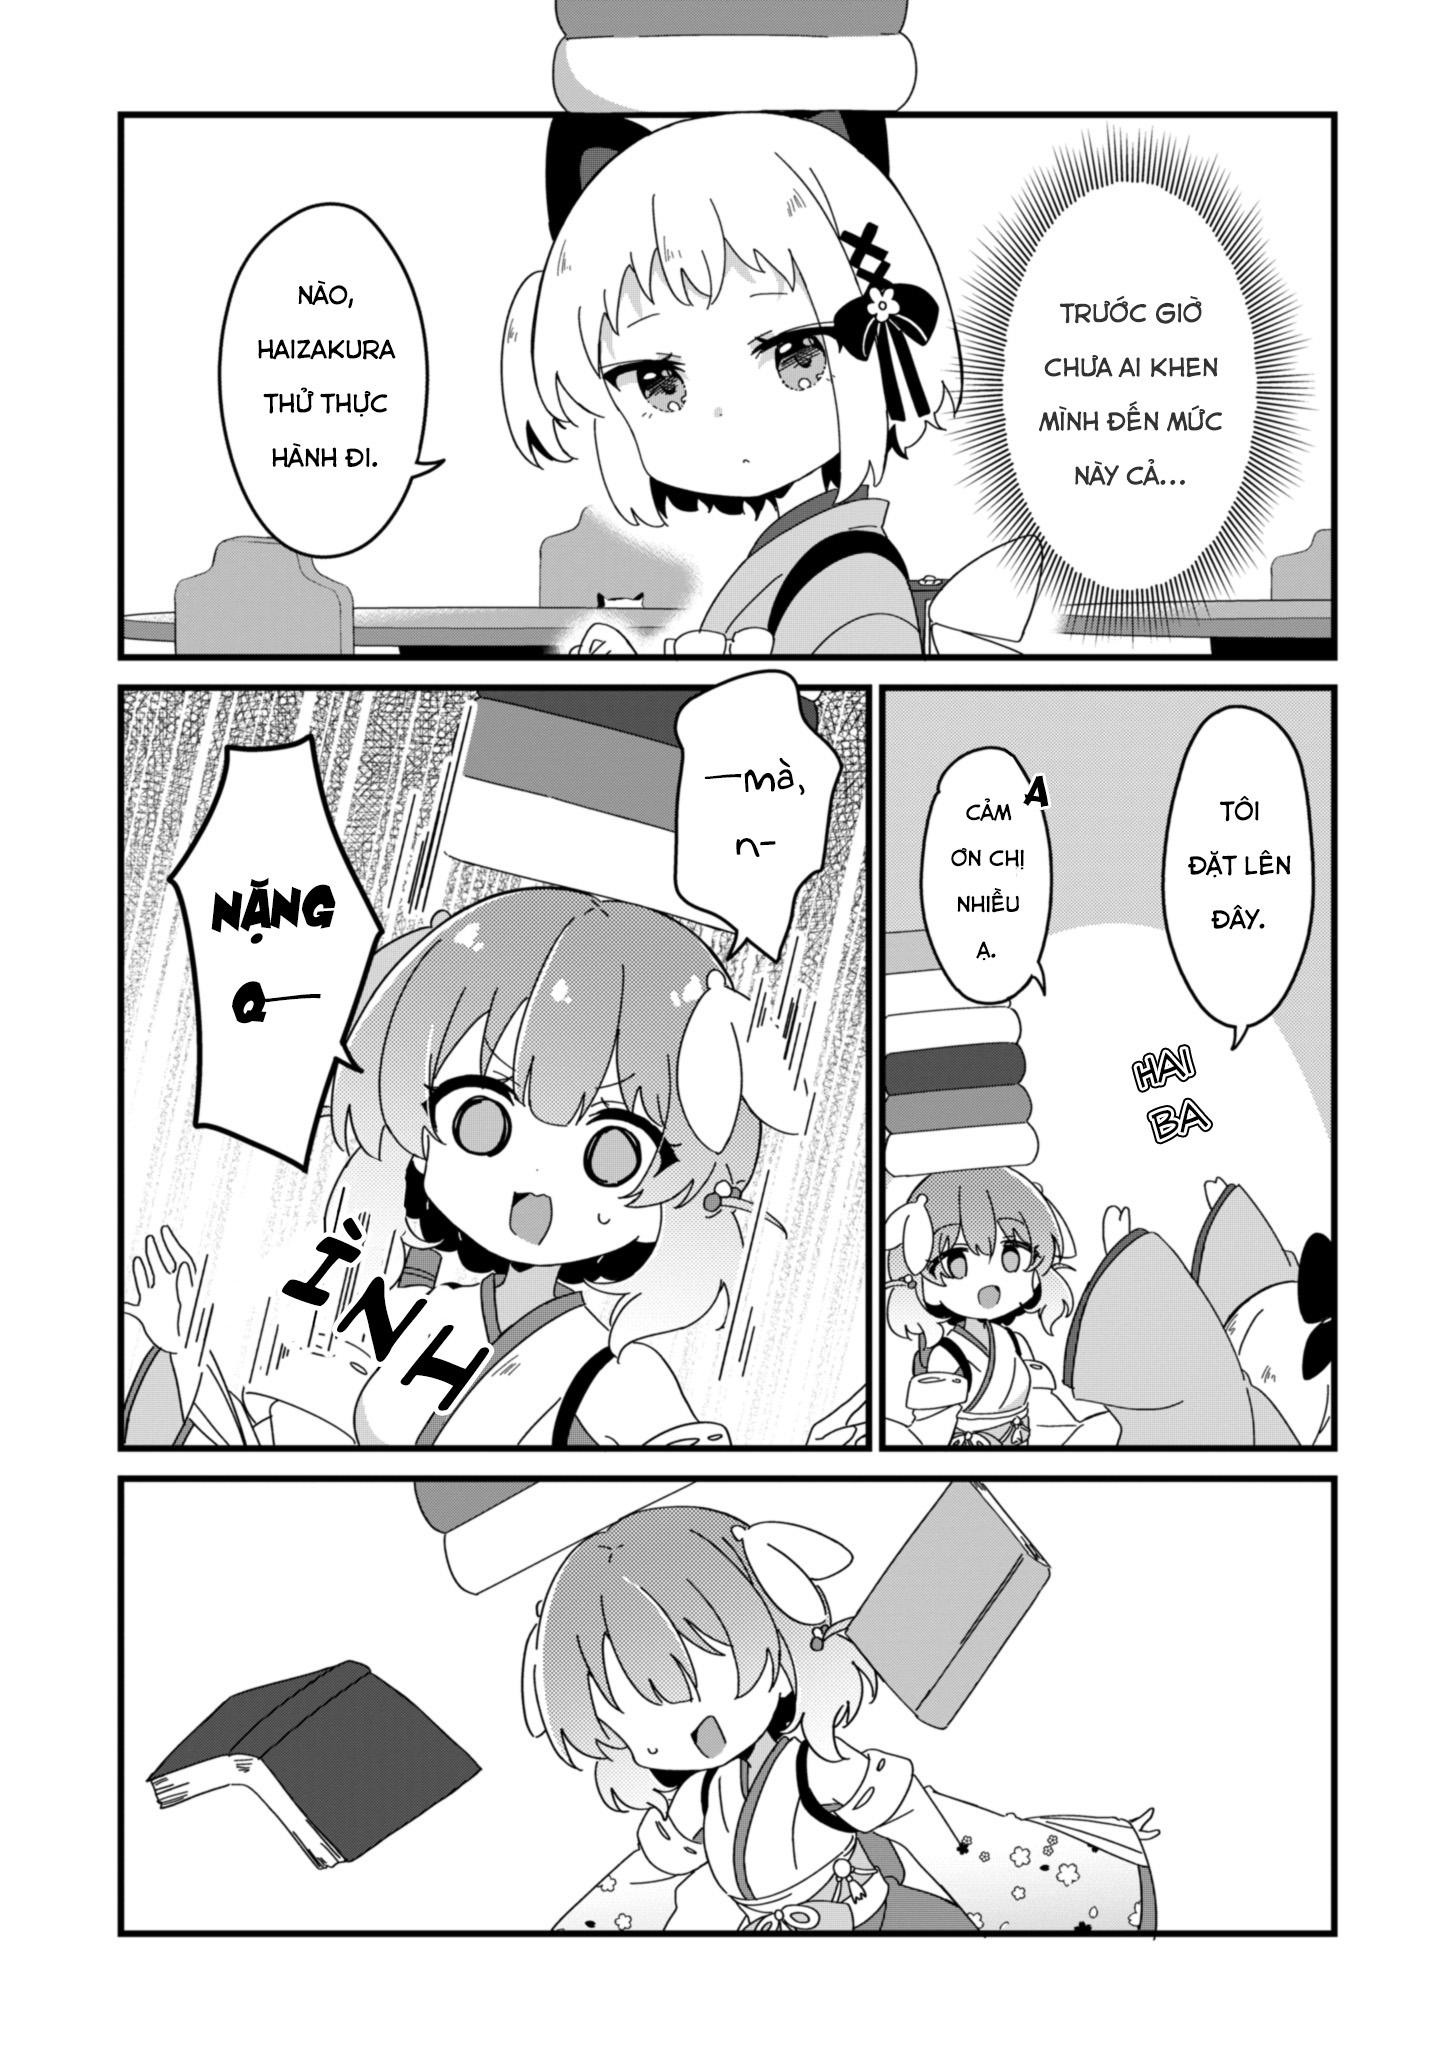 TRƯỚC GIỜ
CHƯA AI KHEN
MÌNH ĐẾN MỨC
NÀY CẢ...
NÀO,
HAIZAKURA
THỬ THỰC
HÀNH ĐI.
TÔI
ĐẶT LÊN
ĐÂY.
A
CẢM
ƠN CHỊ
NHIỀU
Ạ.
HAI
BA
—mà,
n-
NẶNG
Q—
ÌNH